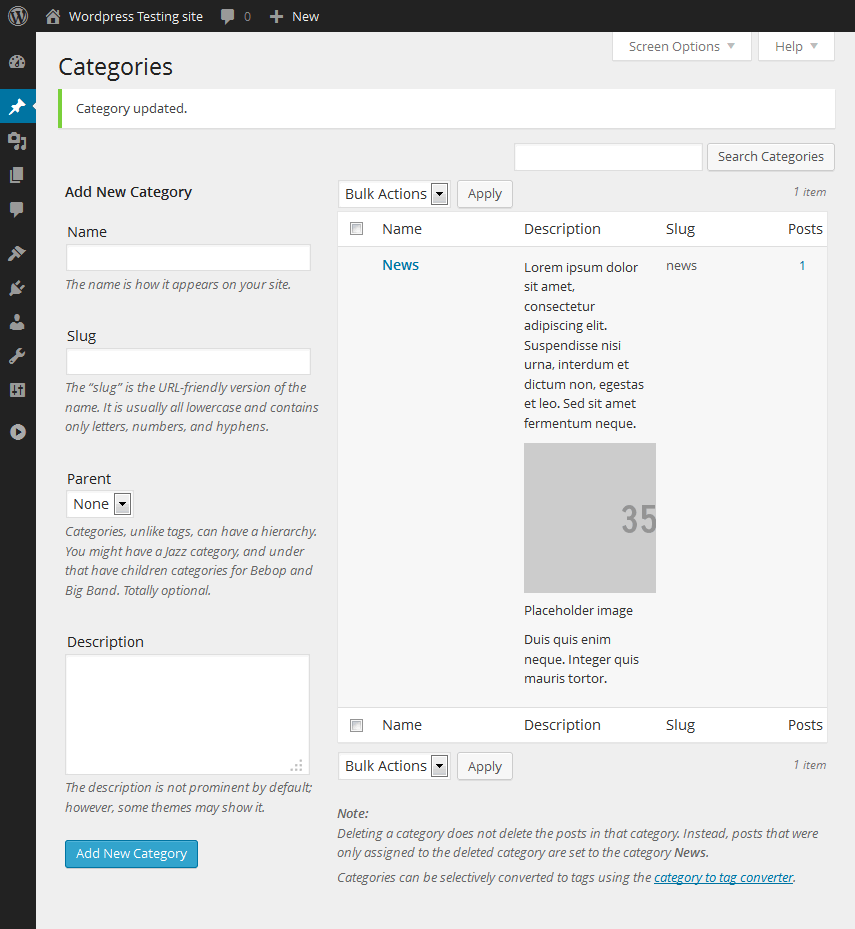 Wordpress Testing site 0 New
Screen Options Help
Categories
Category updated.
Search Categories
Add New Category
Name
The name is how it appears on your site.
Slug
The “slug” is the URL-friendly version of the
name. It is usually all lowercase and contains
only letters, numbers, and hyphens.
Parent
None
Categories, unlike tags, can have a hierarchy.
You might have a Jazz category, and under
that have children categories for Bebop and
Big Band. Totally optional.
Description
The description is not prominent by default;
however, some themes may show it.
Add New Category
Bulk Actions Apply 1 item
Name Description Slug Posts
News
Lorem ipsum dolor
sit amet,
consectetur
adipiscing elit.
Suspendisse nisi
urna, interdum et
dictum non, egestas
et leo. Sed sit amet
fermentum neque.
35
Placeholder image
Duis quis enim
neque. Integer quis
mauris tortor.
news
1
Name Description Slug Posts
Bulk Actions Apply 1 item
Note:
Deleting a category does not delete the posts in that category. Instead, posts that were
only assigned to the deleted category are set to the category News.
Categories can be selectively converted to tags using the category to tag converter.